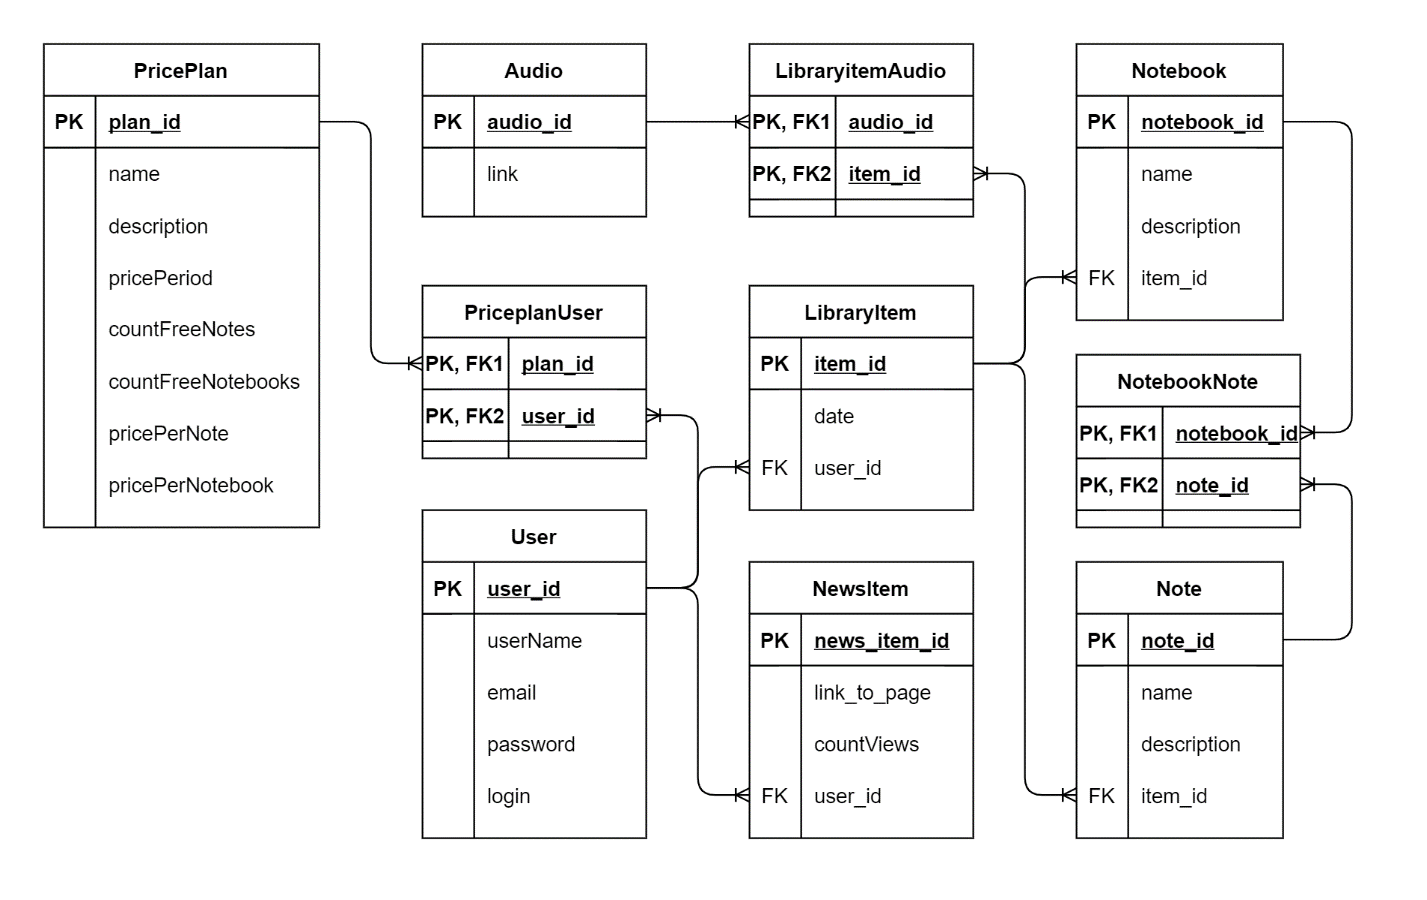 PricePlan
PK plan_id
name
description
pricePeriod
countFreeNotes
countFreeNotebooks
pricePerNote
pricePerNotebook
Audio
PK audio_id
link
PriceplanUser
PK, FK1 plan_id
PK, FK2 user_id
User
PK user_id
userName
email
password
login
LibraryitemAudio
PK, FK1 audio_id
PK, FK2 item_id
LibraryItem
PK item_id
date
FK user_id
NewsItem
PK news_item_id
link_to_page
countViews
FK user_id
Notebook
PK notebook_id
name
description
FK item_id
NotebookNote
PK, FK1 notebook_id
PK, FK2 note_id
Note
PK note_id
name
description
FK item_id